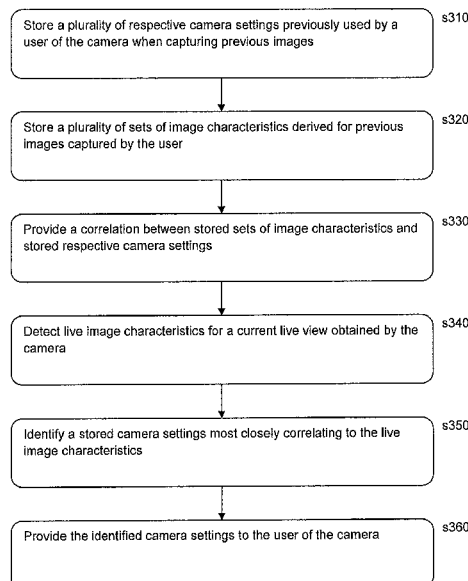 Store a plurality of respective camera settings previously used by a
user of the camera when capturing previous images
s310
Store a plurality of sets of image characteristics derived for previous
images captured by the user
s320
Provide a correlation between stored sets of image characteristics and
stored respective camera settings
s330
Detect live image characteristics for a current live view obtained by the
camera
s340
Identify a stored camera settings most closely correlating to the live
image characteristics
s350
Provide the identified camera settings to the user of the camera
s360